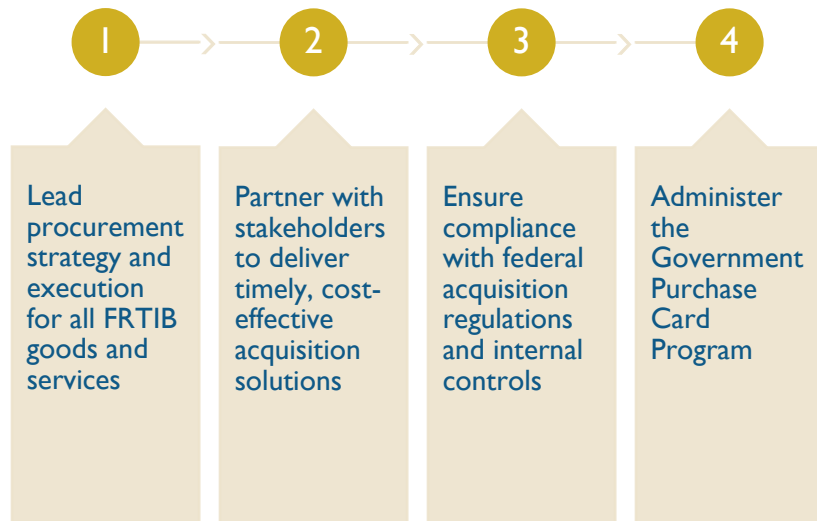 1
2
3
4
Lead
procurement
strategy and
execution
for all FRTIB
goods and
services
Partner with
stakeholders
to deliver
timely, cost-
effective
acquisition
solutions
Ensure
compliance
with federal
acquisition
regulations
and internal
controls
Administer
the
Government
Purchase
Card
Program